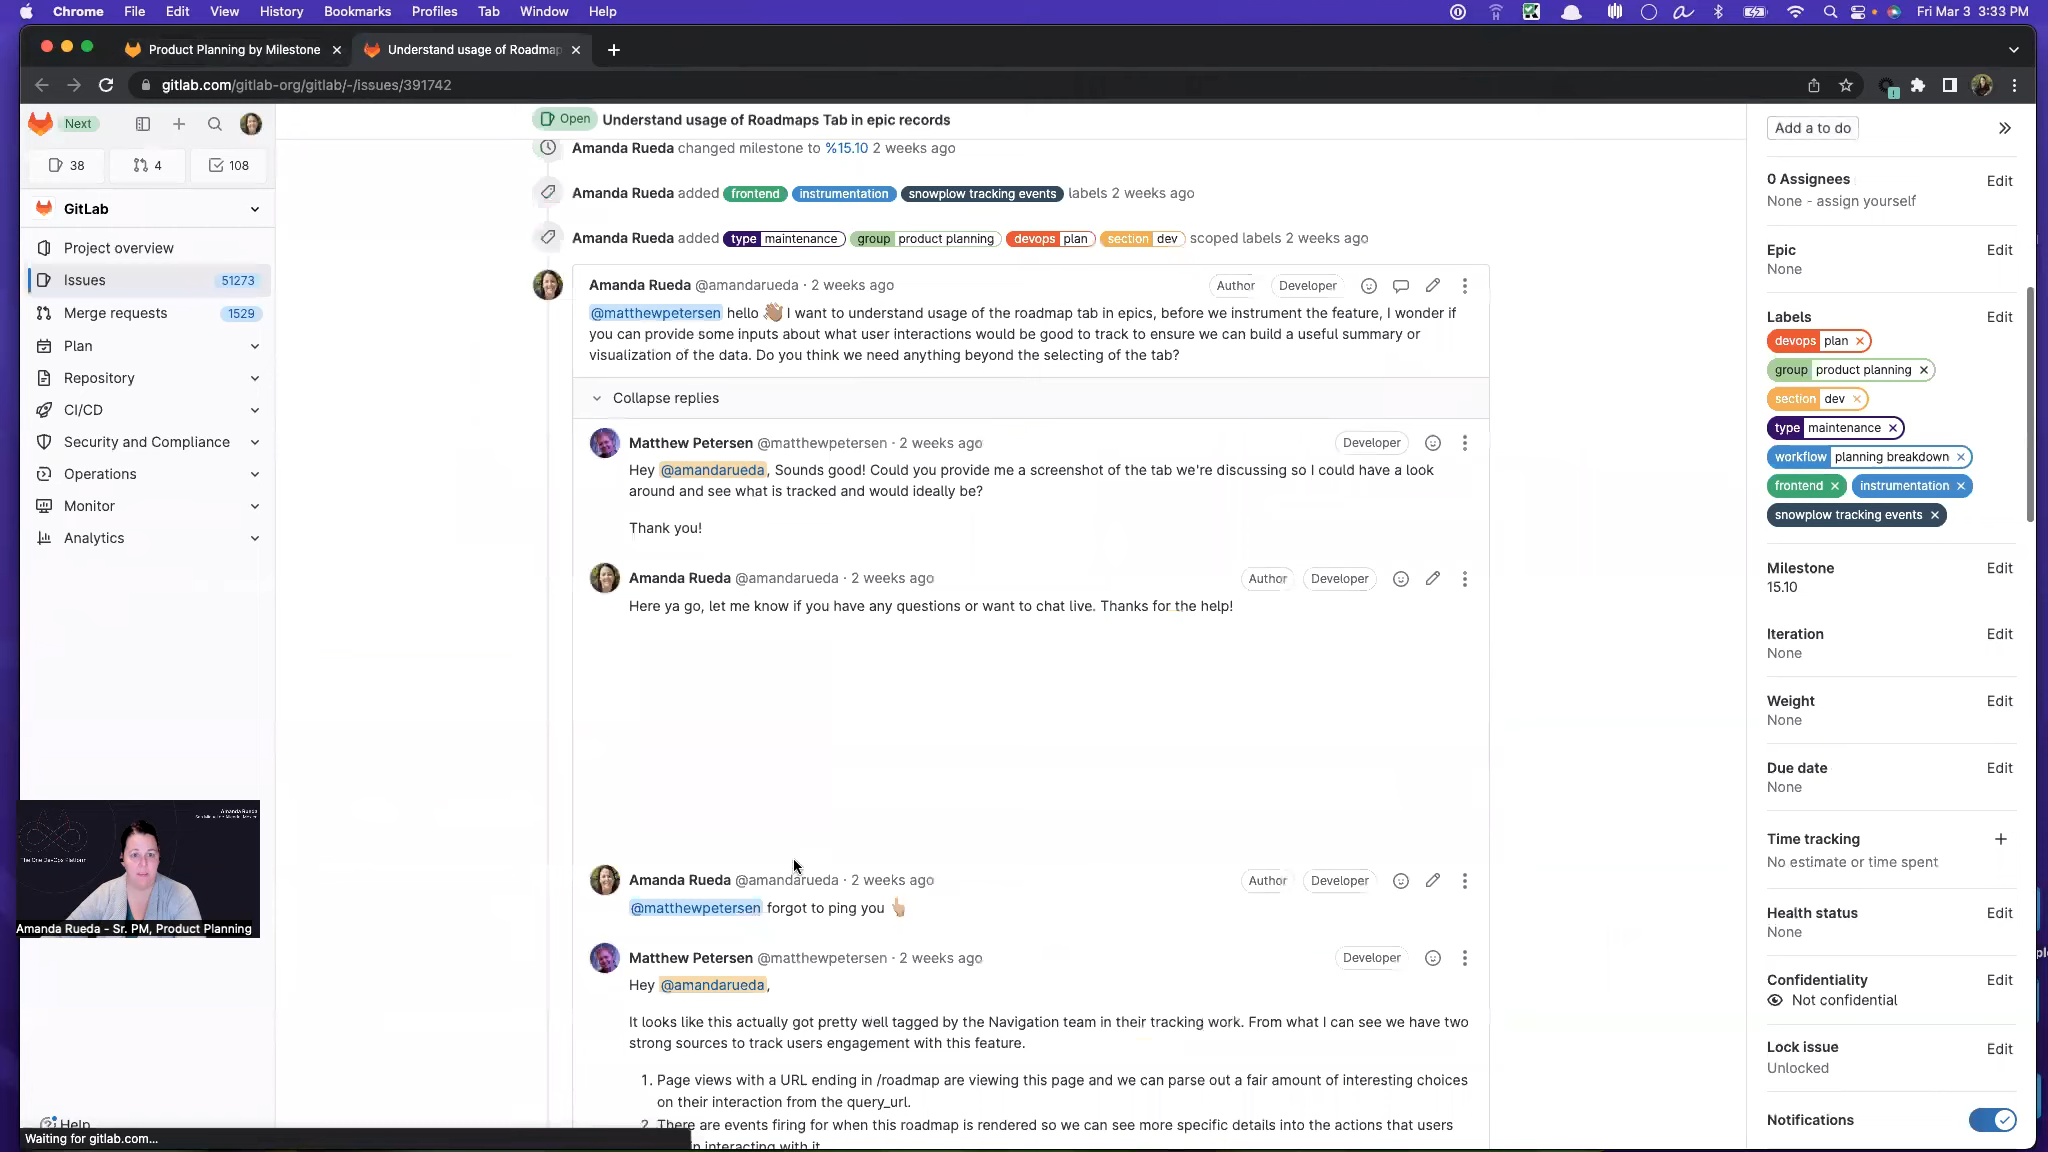 Chrome File Edit View History Bookmarks Profiles Tab Window Help
Fri Mar 3 3:33 PM
Product Planning by Milestone
Understand usage of Roadmap
gitlab.com/gitlab-org/gitlab/-/issues/391742
Next
38
4
108
GitLab
Project overview
Issues 51273
Merge requests 1529
Plan
Repository
CI/CD
Security and Compliance
Operations
Monitor
Analytics
Help
Waiting for gitlab.com...
Amanda Rueda
The One DevOps Platform
Amanda Rueda - Sr. PM, Product Planning
Open Understand usage of Roadmaps Tab in epic records
Amanda Rueda changed milestone to %15.10 2 weeks ago
Amanda Rueda added frontend instrumentation snowplow tracking events labels 2 weeks ago
Amanda Rueda added type maintenance group product planning devops plan section dev scoped labels 2 weeks ago
Amanda Rueda @amandarueda · 2 weeks ago Author Developer
@matthewpetersen hello 👋🏽 I want to understand usage of the roadmap tab in epics, before we instrument the feature, I wonder if
you can provide some inputs about what user interactions would be good to track to ensure we can build a useful summary or
visualization of the data. Do you think we need anything beyond the selecting of the tab?
Collapse replies
Matthew Petersen @matthewpetersen · 2 weeks ago Developer
Hey @amandarueda, Sounds good! Could you provide me a screenshot of the tab we're discussing so I could have a look
around and see what is tracked and would ideally be?
Thank you!
Amanda Rueda @amandarueda · 2 weeks ago Author Developer
Here ya go, let me know if you have any questions or want to chat live. Thanks for the help!
Amanda Rueda @amandarueda · 2 weeks ago Author Developer
@matthewpetersen forgot to ping you 👆🏼
Matthew Petersen @matthewpetersen · 2 weeks ago Developer
Hey @amandarueda,
It looks like this actually got pretty well tagged by the Navigation team in their tracking work. From what I can see we have two
strong sources to track users engagement with this feature.
1. Page views with a URL ending in /roadmap are viewing this page and we can parse out a fair amount of interesting choices
on their interaction from the query_url.
2. There are events firing for when this roadmap is rendered so we can see more specific details into the actions that users
in interacting with it
Add a to do
0 Assignees Edit
None - assign yourself
Epic Edit
None
Labels Edit
devops plan
group product planning
section dev
type maintenance
workflow planning breakdown
frontend instrumentation
snowplow tracking events
Milestone Edit
15.10
Iteration Edit
None
Weight Edit
None
Due date Edit
None
Time tracking
No estimate or time spent
Health status Edit
None
Confidentiality Edit
Not confidential
Lock issue Edit
Unlocked
Notifications